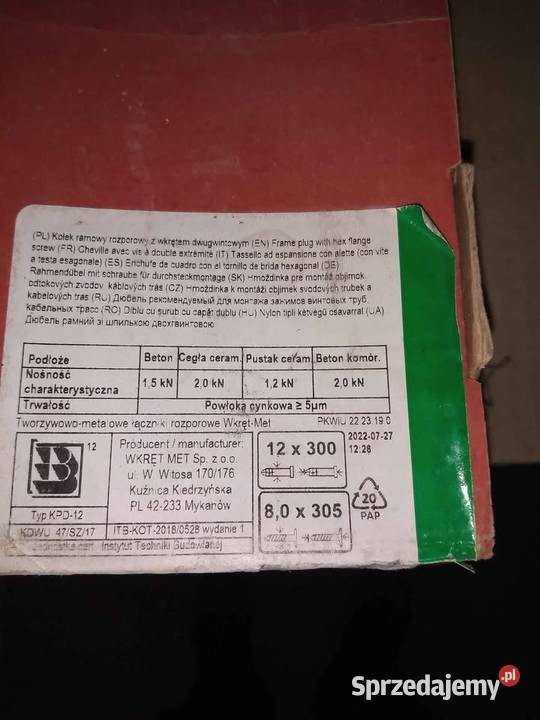 (PL) Kołek ramowy rozporowy z wkrętem dwugwintowym (EN) Frame plug with hex flange
screw (FR) Cheville avec vis à double extrémité (IT) Tassello ad espansione con alette (con vite
a testa esagonale) (ES) Enchufe de cuadro con el tornillo de brida hexagonal (DE)
Rahmendübel mit schraube für durchsteckmontage (SK) Hmoždinka pre montáž objímok
odtokových zvodov, káblových trás (CZ) Hmoždinka k montáži objimek svodových trubek a
kabelových tras (RU) Дюбель рекомендуемый для монтажа зажимов винтовых труб,
кабельных трасс (RO) Diblu cu surub cu capăt dublu (HU) Nylon tipli kétvégű csavarral (UA)
Дюбель рамний зі шпилькою двохгвинтовою
Podłoże Beton Cegła ceram. Pustak ceram. Beton komór.
Nośność charakterystyczna 1,5 kN 2,0 kN 1,2 kN 2,0 kN
Trwałość Powłoka cynkowa ≥ 5µm
Tworzywowo-metalowe łączniki rozporowe Wkręt-Met PKWiU 22.23.19.0
12
Typ KPD-12
KDWU 47/SZ/17
Producent / manufacturer:
WKRĘT MET Sp. z o.o.
ul. W. Witosa 170/176
Kuźnica Kiedrzyńska
PL 42-233 Mykanów
ITB-KOT-2018/0528 wydanie 1
Jednostka cert. Instytut Techniki Budowlanej
12 x 300
8,0 x 305
2022-07-27
12:26
20
PAP
Sprzedajemy.pl